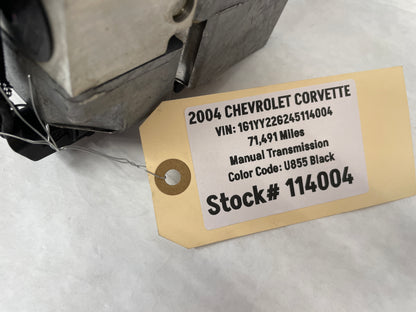 2004 CHEVROLET CORVETTE
VIN: 1G1YY22G245114004
71,491 Miles
Manual Transmission
Color Code: U855 Black
Stock# 114004